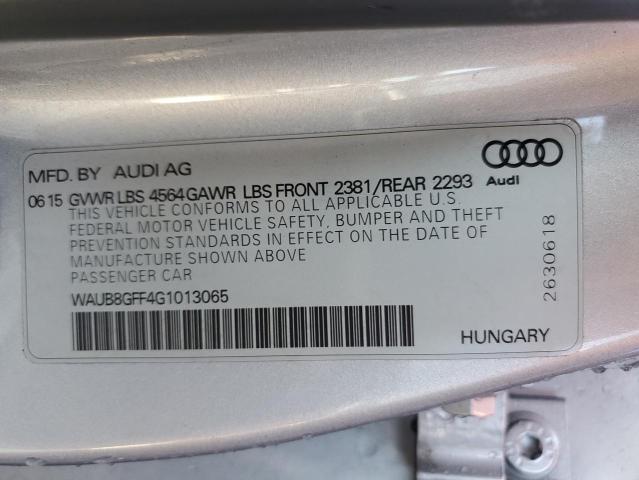 MFD. BY AUDI AG
Audi
06 15 GVWR LBS 4564 GAWR LBS FRONT 2381/REAR 2293
THIS VEHICLE CONFORMS TO ALL APPLICABLE U.S.
FEDERAL MOTOR VEHICLE SAFETY, BUMPER AND THEFT
PREVENTION STANDARDS IN EFFECT ON THE DATE OF
MANUFACTURE SHOWN ABOVE
PASSENGER CAR
WAUB8GFF4G1013065
2630618
HUNGARY